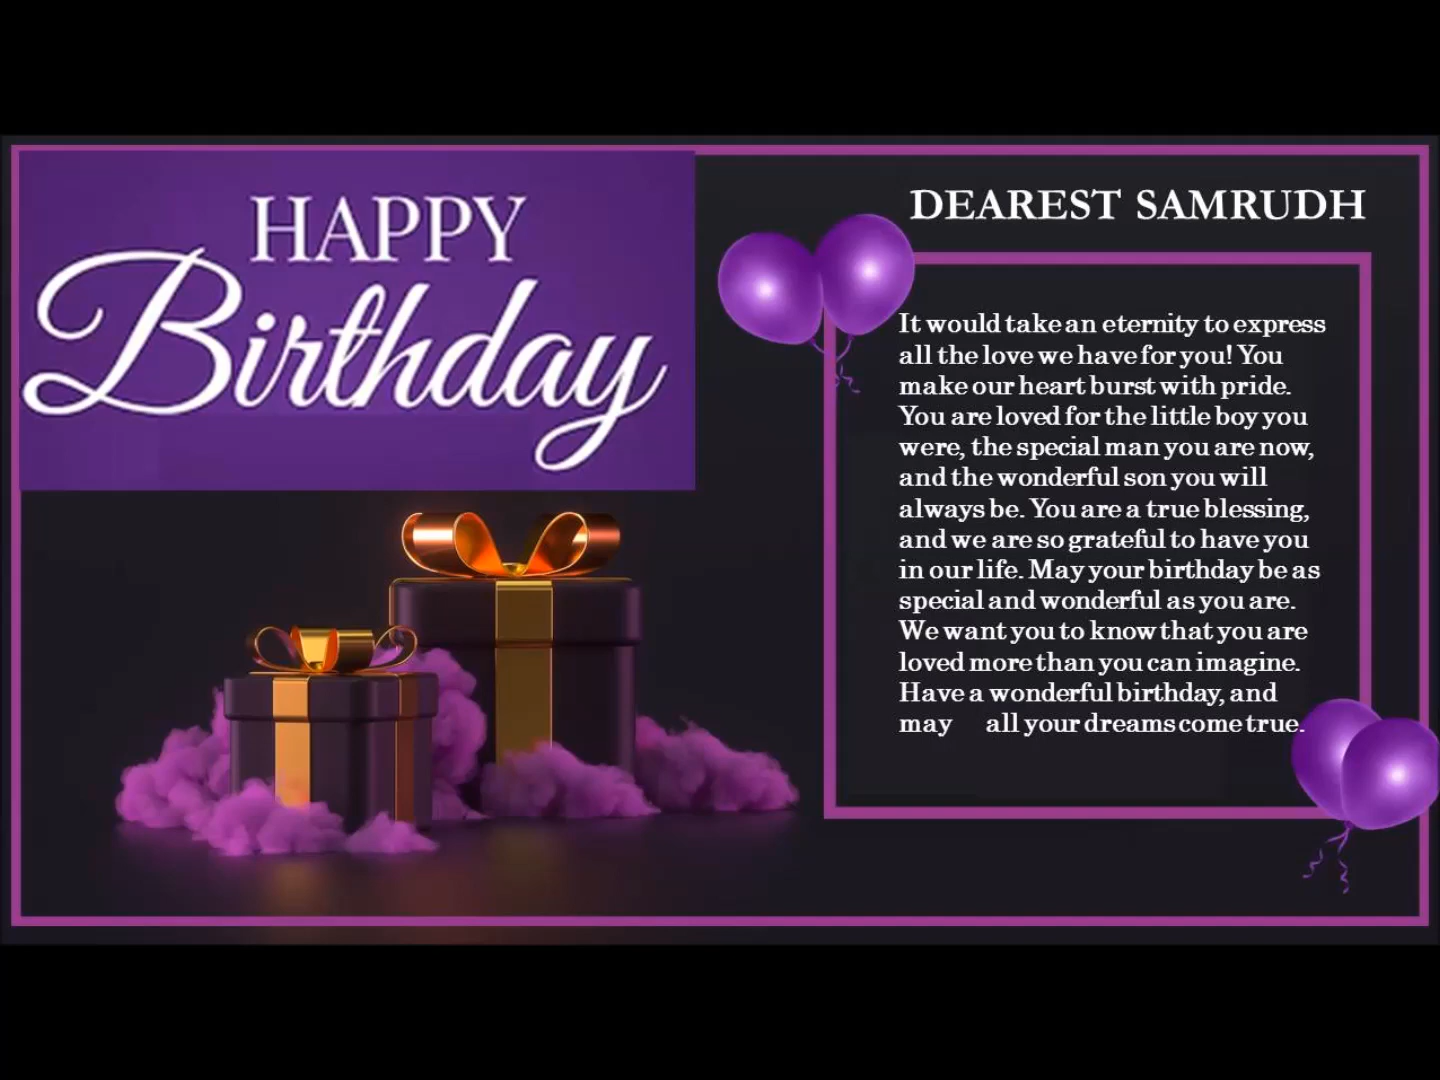 HAPPY
Birthday
DEAREST SAMRUDH
It would take an eternity to express
all the love we have for you! You
make our heart burst with pride.
You are loved for the little boy you
were, the special man you are now,
and the wonderful son you will
always be. You are a true blessing,
and we are so grateful to have you
in our life. May your birthday be as
special and wonderful as you are.
We want you to know that you are
loved more than you can imagine.
Have a wonderful birthday, and
may all your dreams come true.